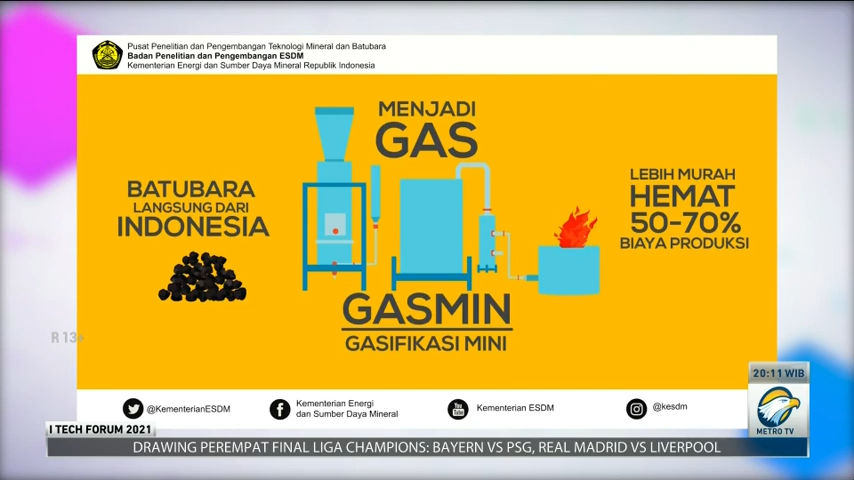 Pusat Penelitian dan Pengembangan Teknologi Mineral dan Batubara
Badan Penelitian dan Pengembangan ESDM
Kementerian Energi dan Sumber Daya Mineral Republik Indonesia
MENJADI
GAS
BATUBARA
LANGSUNG DARI
INDONESIA
LEBIH MURAH
HEMAT
50-70%
BIAYA PRODUKSI
GASMIN
GASIFIKASI MINI
R 13+
@KementerianESDM
Kementerian Energi
dan Sumber Daya Mineral
You
Tube
Kementerian ESDM
@kesdm
20:11 WIB
METRO TV
I TECH FORUM 2021
DRAWING PEREMPAT FINAL LIGA CHAMPIONS: BAYERN VS PSG, REAL MADRID VS LIVERPOOL